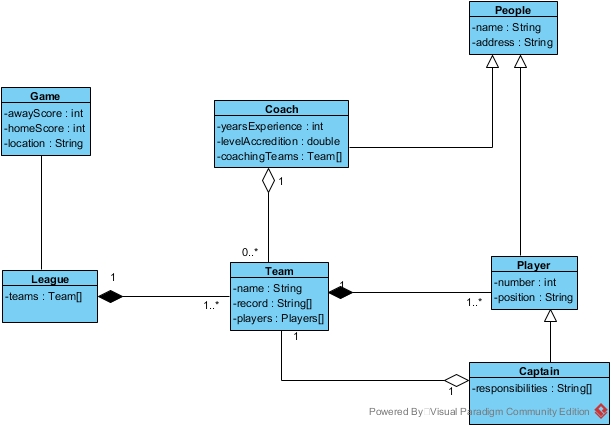 People
-name : String
-address : String
Game
-awayScore : int
-homeScore : int
-location : String
Coach
-yearsExperience : int
-levelAccredition : double
-coachingTeams : Team[]
1
0..*
League
-teams : Team[]
1
1..*
Team
-name : String
-record : String[]
-players : Players[]
1
1..*
Player
-number : int
-position : String
1
1
Captain
-responsibilities : String[]
Powered By Visual Paradigm Community Edition